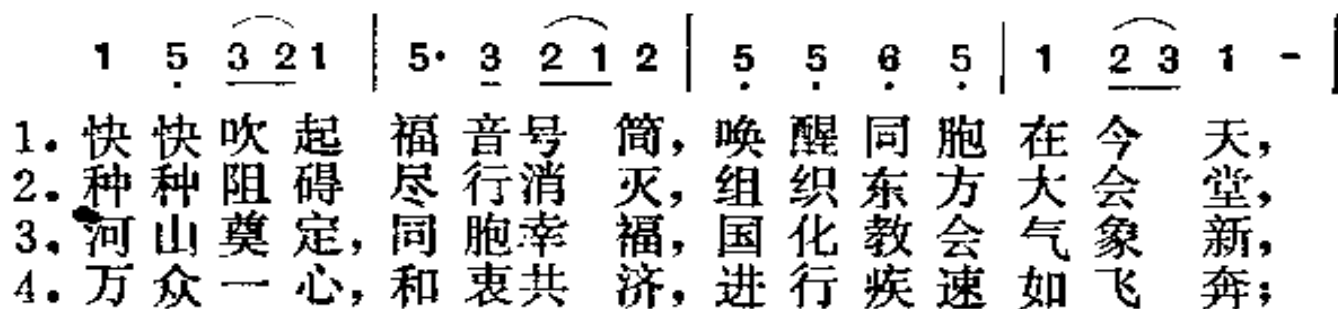 1 5 3 2 1 | 5· 3 2 1 2 | 5 5 6 5 | 1 2 3 1 -
1. 快快吹起 福音号筒, 唤醒同胞在今天,
2. 种种阻碍 尽行消灭, 组织东方大会堂,
3. 河山奠定, 同胞幸福, 国化教会气象新,
4. 万众一心, 和衷共济, 进行疾速如飞奔;